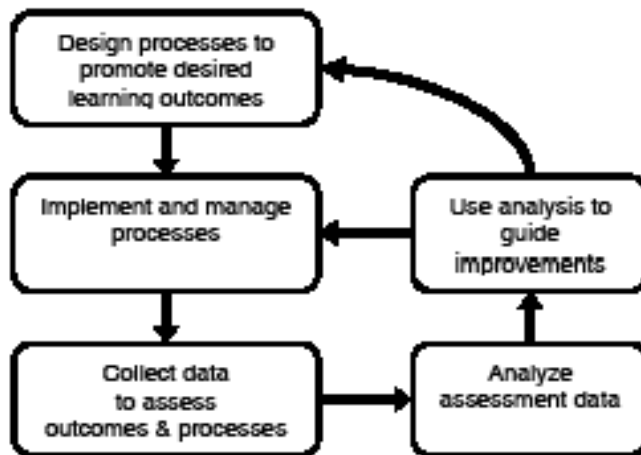 Design processes to
promote desired
learning outcomes
Implement and manage
processes
Use analysis to
guide
improvements
Collect data
to assess
outcomes & processes
Analyze
assessment data